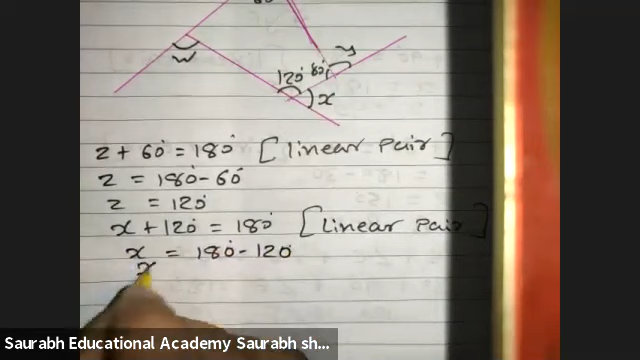 60
w
120° 80° y
x
z + 60° = 180° [linear pair]
z = 180° - 60°
z = 120°
x + 120° = 180° [linear pair]
x = 180° - 120°
x
Saurabh Educational Academy Saurabh sh...